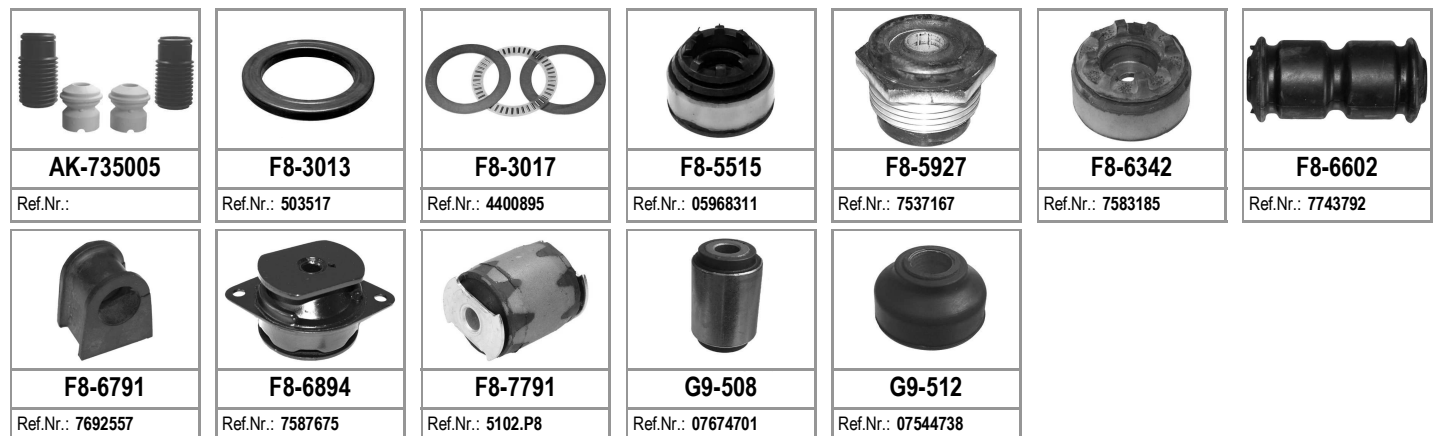 AK-735005
F8-3013
F8-3017
F8-5515
F8-5927
F8-6342
F8-6602
Ref.Nr.:
Ref.Nr.: 503517
Ref.Nr.: 4400895
Ref.Nr.: 05968311
Ref.Nr.: 7537167
Ref.Nr.: 7583185
Ref.Nr.: 7743792
F8-6791
F8-6894
F8-7791
G9-508
G9-512
Ref.Nr.: 7692557
Ref.Nr.: 7587675
Ref.Nr.: 5102.P8
Ref.Nr.: 07674701
Ref.Nr.: 07544738